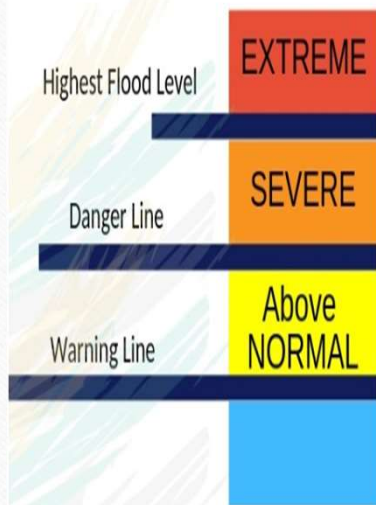 EXTREME
Highest Flood Level
SEVERE
Danger Line
Above
NORMAL
Warning Line